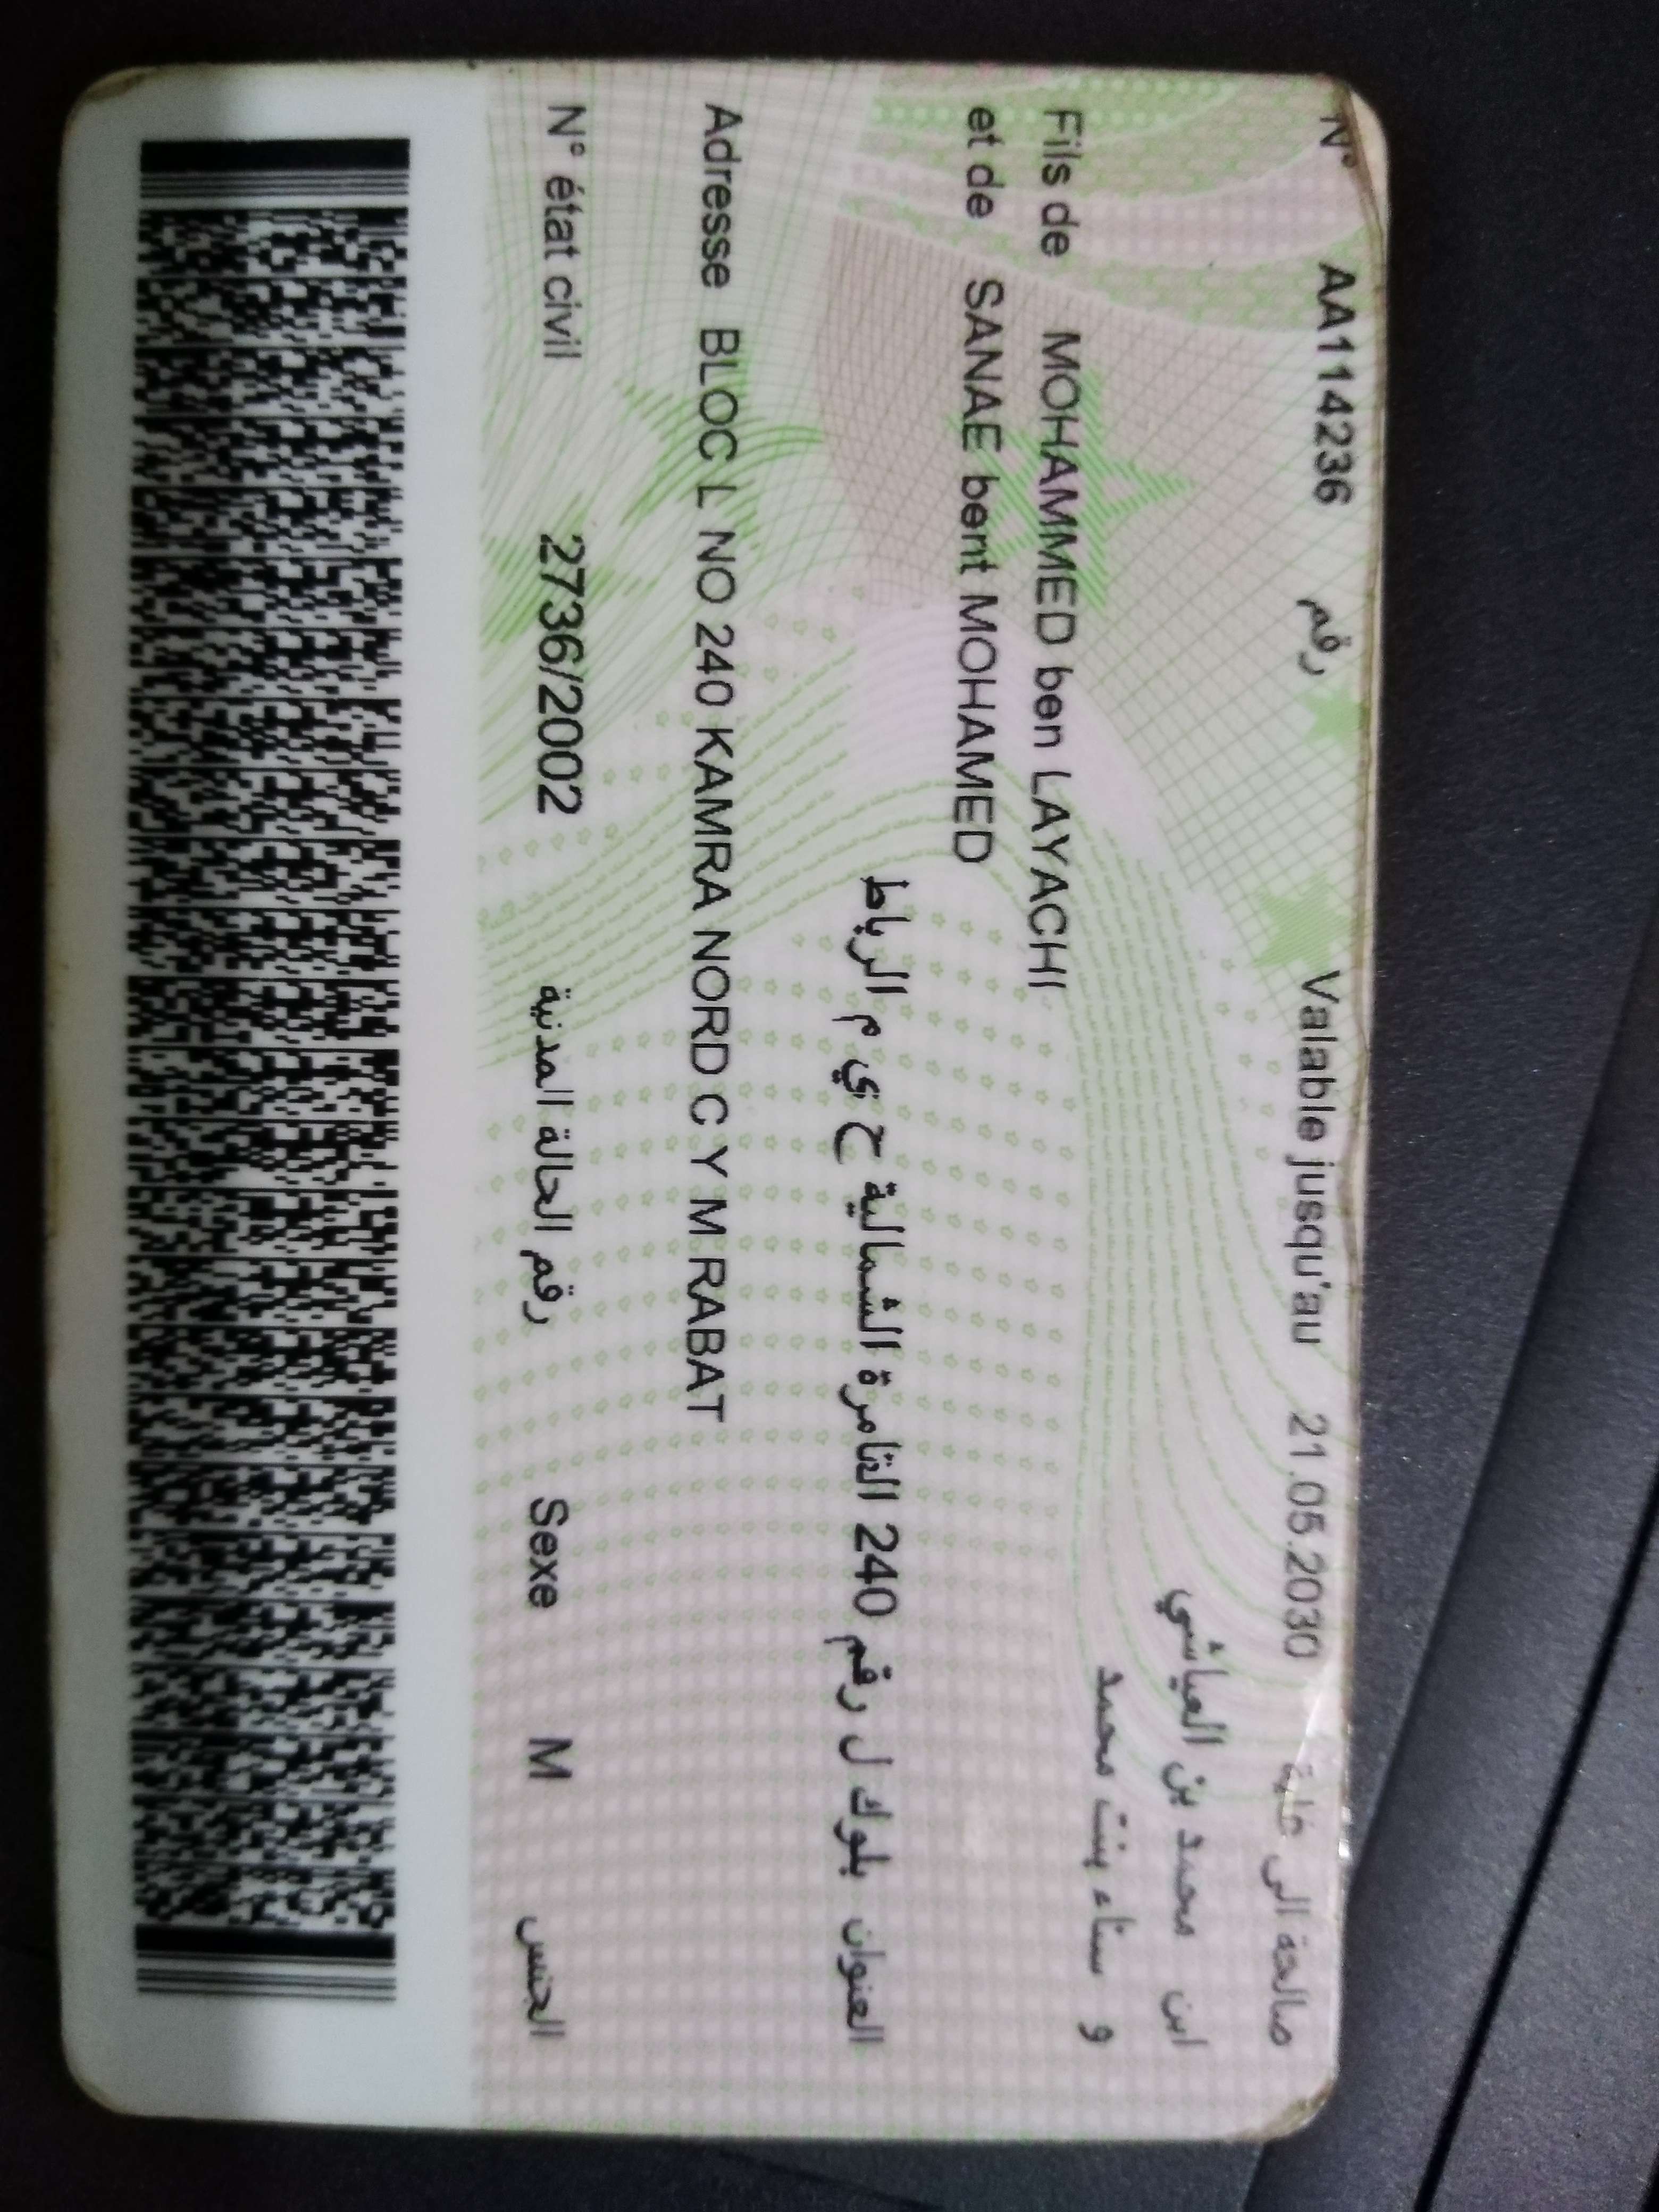 N° AA1142236 رقم Valable jusqu'au 21.05.2030 صالحة الى غاية
ابن محمد بن العياشي
Fils de MOHAMMED ben LAYACHI
و سناء بنت محمد
et de SANAE bent MOHAMED
العنوان بلوك ل رقم 240 القامرة الشمالية ح ي م الرباط
Adresse BLOC L NO 240 KAMRA NORD C Y M RABAT
N° état civil 2736/2002 رقم الحالة المدنية Sexe M الجنس